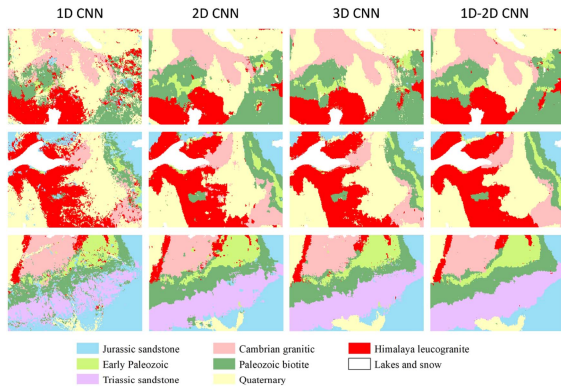 1D CNN 2D CNN 3D CNN 1D-2D CNN
Jurassic sandstone Cambrian granitic Himalaya leucogranite
Early Paleozoic Paleozoic biotite Lakes and snow
Triassic sandstone Quaternary